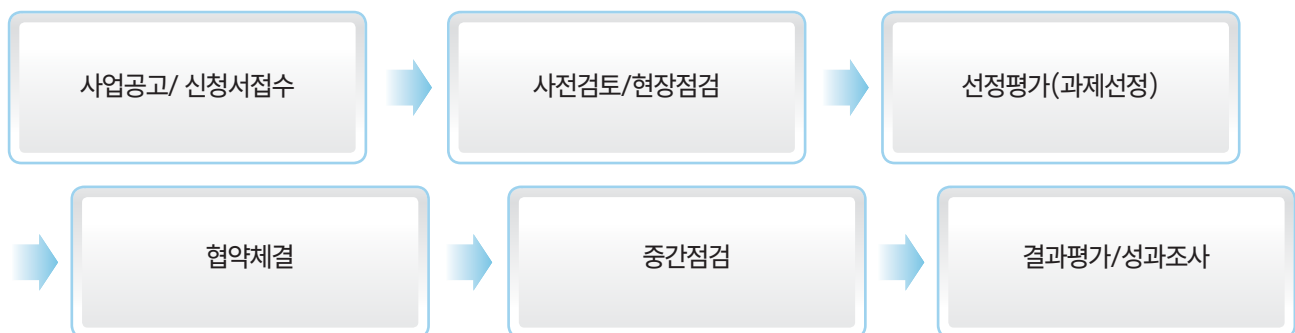 사업공고/ 신청서접수
사전검토/현장점검
선정평가(과제선정)
협약체결
중간점검
결과평가/성과조사